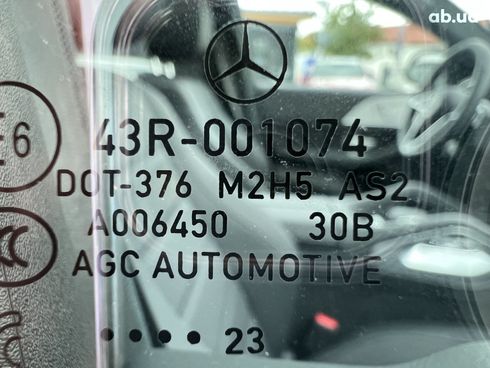 ab.ua
E6
43R-001074
DOT-376 M2H5 AS2
A006450 30B
AGC AUTOMOTIVE
•••• 23